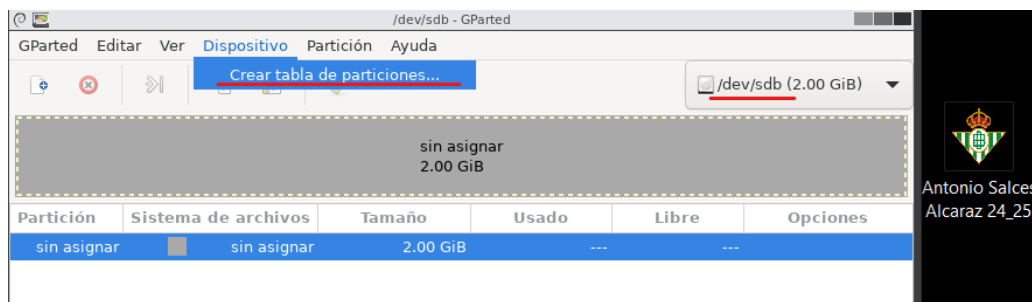 /dev/sdb - GParted
GParted Editar Ver Dispositivo Partición Ayuda
Crear tabla de particiones...
/dev/sdb (2.00 GiB)
sin asignar
2.00 GiB
Antonio Salces
Alcaraz 24_25
Partición Sistema de archivos Tamaño Usado Libre Opciones
sin asignar sin asignar 2.00 GiB --- ---